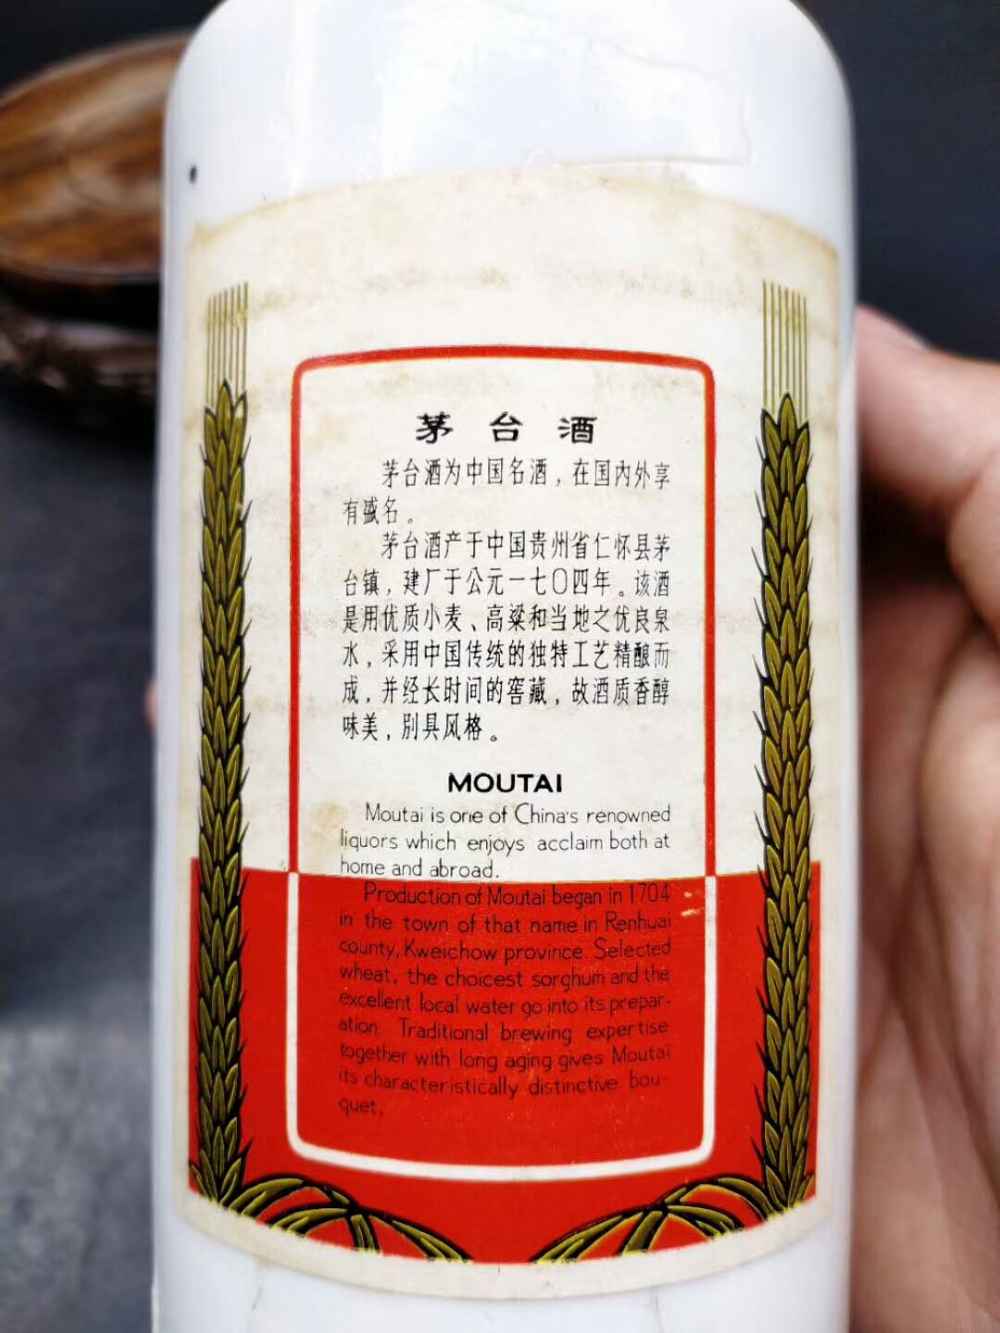 茅台酒
茅台酒为中国名酒，在国内外享
有盛名。
茅台酒产于中国贵州省仁怀县茅
台镇，建厂于公元一七〇四年。该酒
是用优质小麦、高粱和当地之优良泉
水，采用中国传统的独特工艺精酿而
成，并经长时间的窖藏，故酒质香醇
味美，别具风格。
MOUTAI
Moutai is one of China's renowned
liquors which enjoys acclaim both at
home and abroad.
Production of Moutai began in 1704
in the town of that name in Renhuai
county, Kweichow province. Selected
wheat, the choicest sorghum and the
excellent local water go into its prepar-
ation. Traditional brewing expertise
together with long aging gives Moutai
its characteristically distinctive bou-
quet.